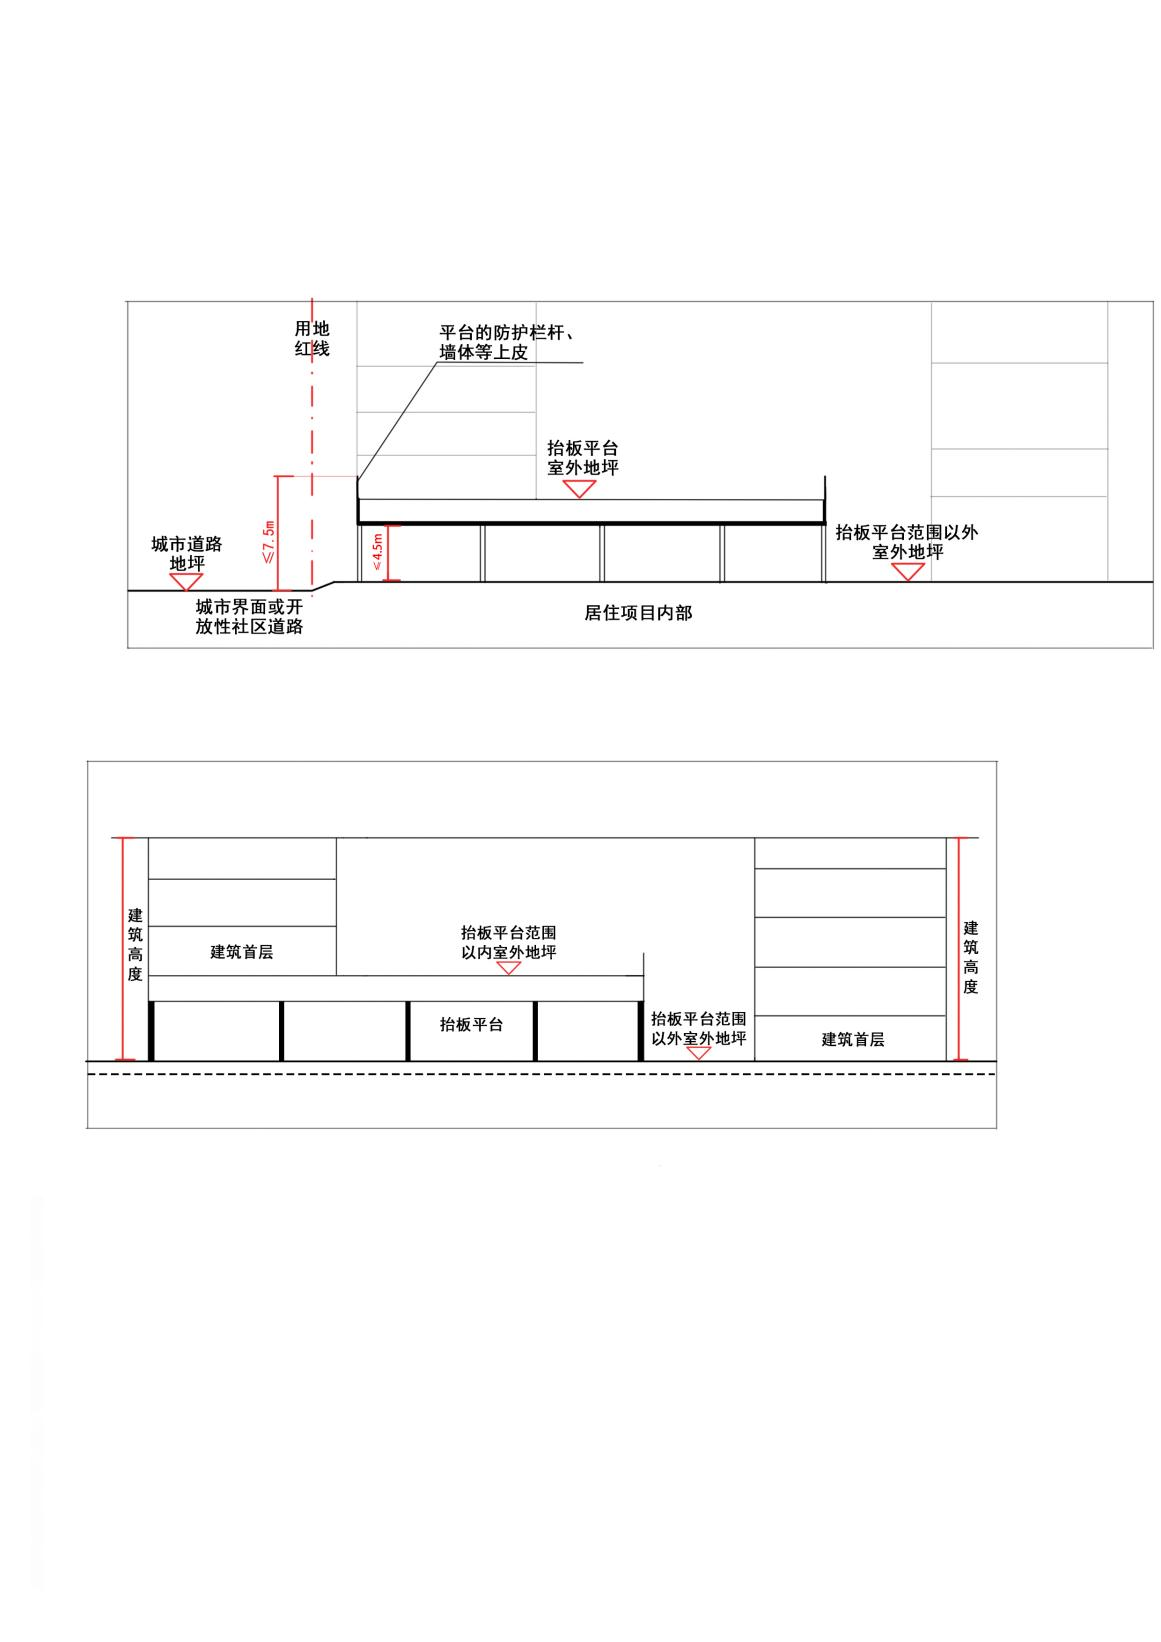 用地
红线
平台的防护栏杆、
墙体等上皮
抬板平台
室外地坪
≤7.5m
≤4.5m
城市道路
地坪
抬板平台范围以外
室外地坪
城市界面或开
放性社区道路
居住项目内部
建筑高度
建筑首层
抬板平台范围
以内室外地坪
抬板平台
抬板平台范围
以外室外地坪
建筑首层
建筑高度